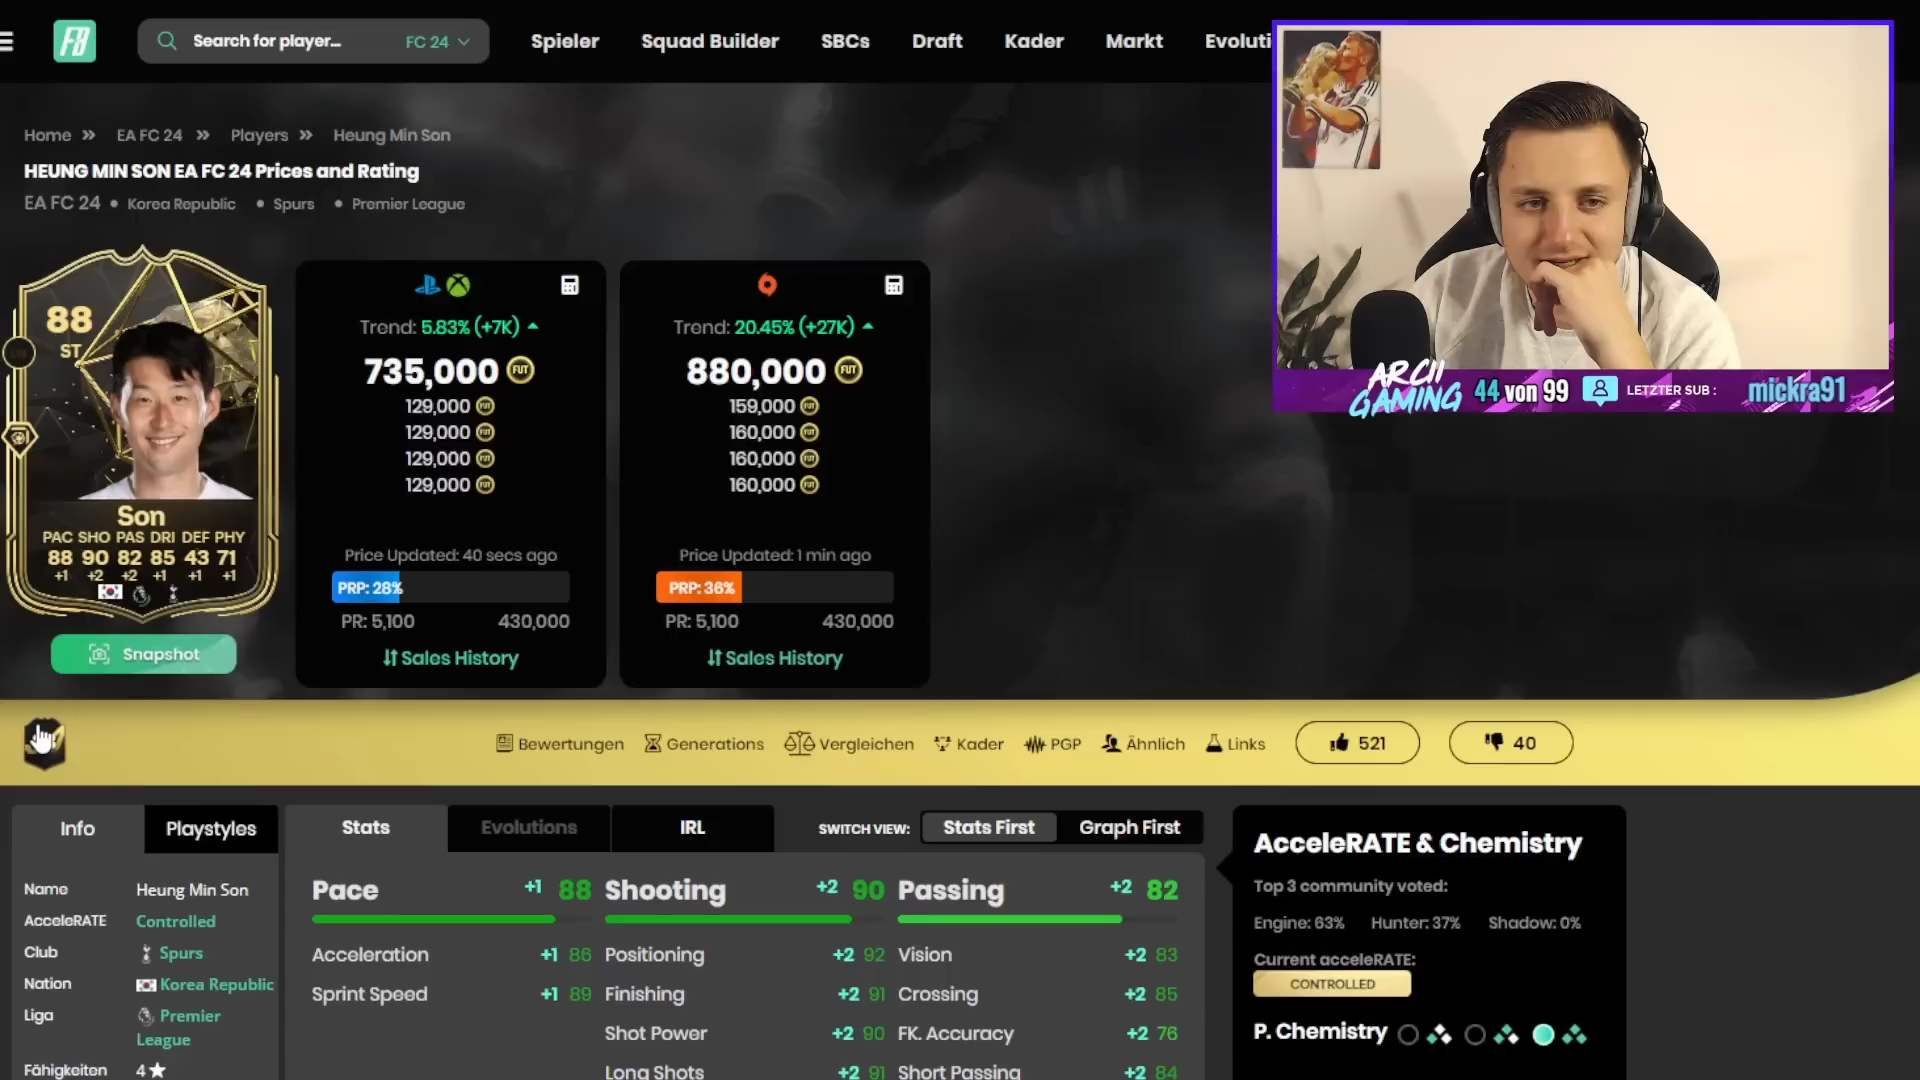 Search for player...
FC 24
Spieler
Squad Builder
SBCs
Draft
Kader
Markt
Evoluti
Home » EA FC 24 » Players » Heung Min Son
HEUNG MIN SON EA FC 24 Prices and Rating
EA FC 24 • Korea Republic • Spurs • Premier League
88
ST
Son
PAC SHO PAS DRI DEF PHY
88 90 82 85 43 71
+1 +2 +2 +1 +1 +1
Snapshot
Trend: 5.83% (+7K)
735,000
129,000
129,000
129,000
129,000
Price Updated: 40 secs ago
PRP: 28%
PR: 5,100 430,000
Sales History
Trend: 20.45% (+27K)
880,000
159,000
160,000
160,000
160,000
Price Updated: 1 min ago
PRP: 36%
PR: 5,100 430,000
Sales History
ARCII
GAMING
44 von 99
LETZTER SUB :
mickra91
Bewertungen
Generations
Vergleichen
Kader
PGP
Ähnlich
Links
521
40
Info
Playstyles
Name Heung Min Son
AcceleRATE Controlled
Club Spurs
Nation Korea Republic
Liga Premier
League
Fähigkeiten 4
Stats
Evolutions
IRL
SWITCH VIEW:
Stats First
Graph First
Pace +1 88
Acceleration +1 86
Sprint Speed +1 89
Shooting +2 90
Positioning +2 92
Finishing +2 91
Shot Power +2 90
Long Shots +2 91
Passing +2 82
Vision +2 83
Crossing +2 85
FK. Accuracy +2 76
Short Passing +2 84
AcceleRATE & Chemistry
Top 3 community voted:
Engine: 63% Hunter: 37% Shadow: 0%
Current acceleRATE:
CONTROLLED
P. Chemistry